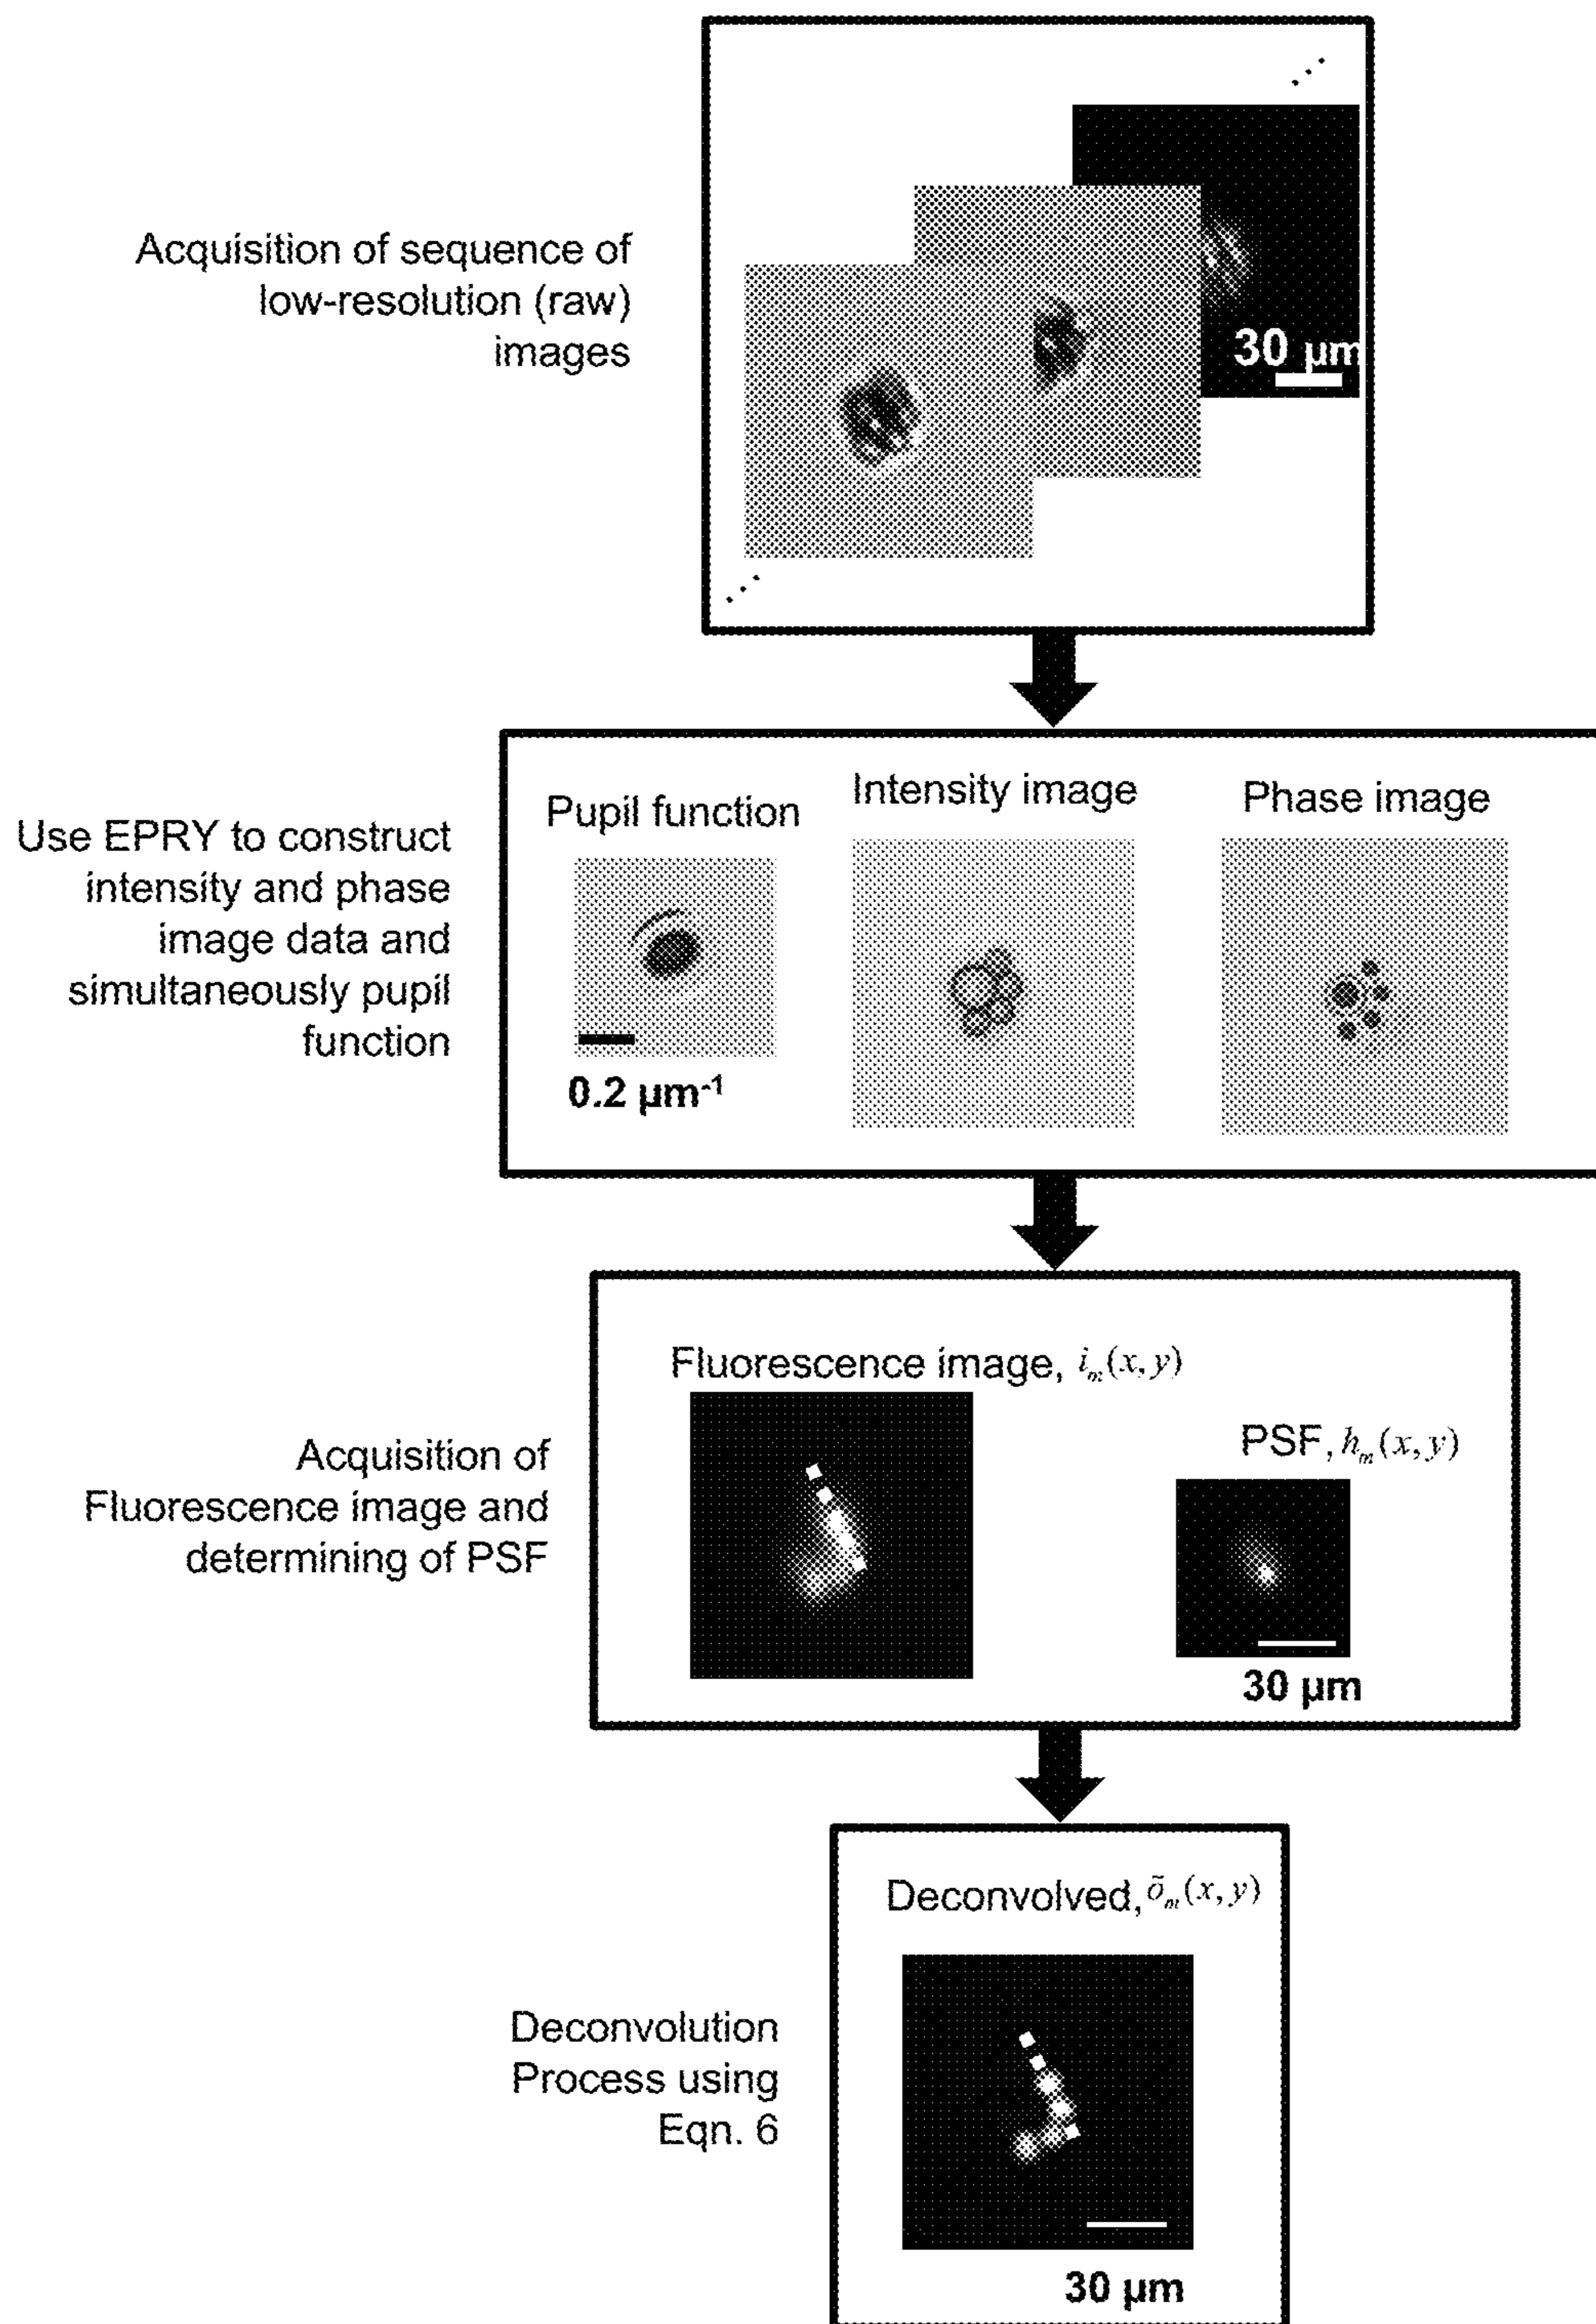 Acquisition of sequence of
low-resolution (raw)
images
30 µm
Use EPRY to construct
intensity and phase
image data and
simultaneously pupil
function
Pupil function
Intensity image
Phase image
0.2 µm⁻¹
Acquisition of
Fluorescence image and
determining of PSF
Fluorescence image, iₘ(x, y)
PSF, hₘ(x, y)
30 µm
Deconvolution
Process using
Eqn. 6
Deconvolved, õₘ(x, y)
30 µm